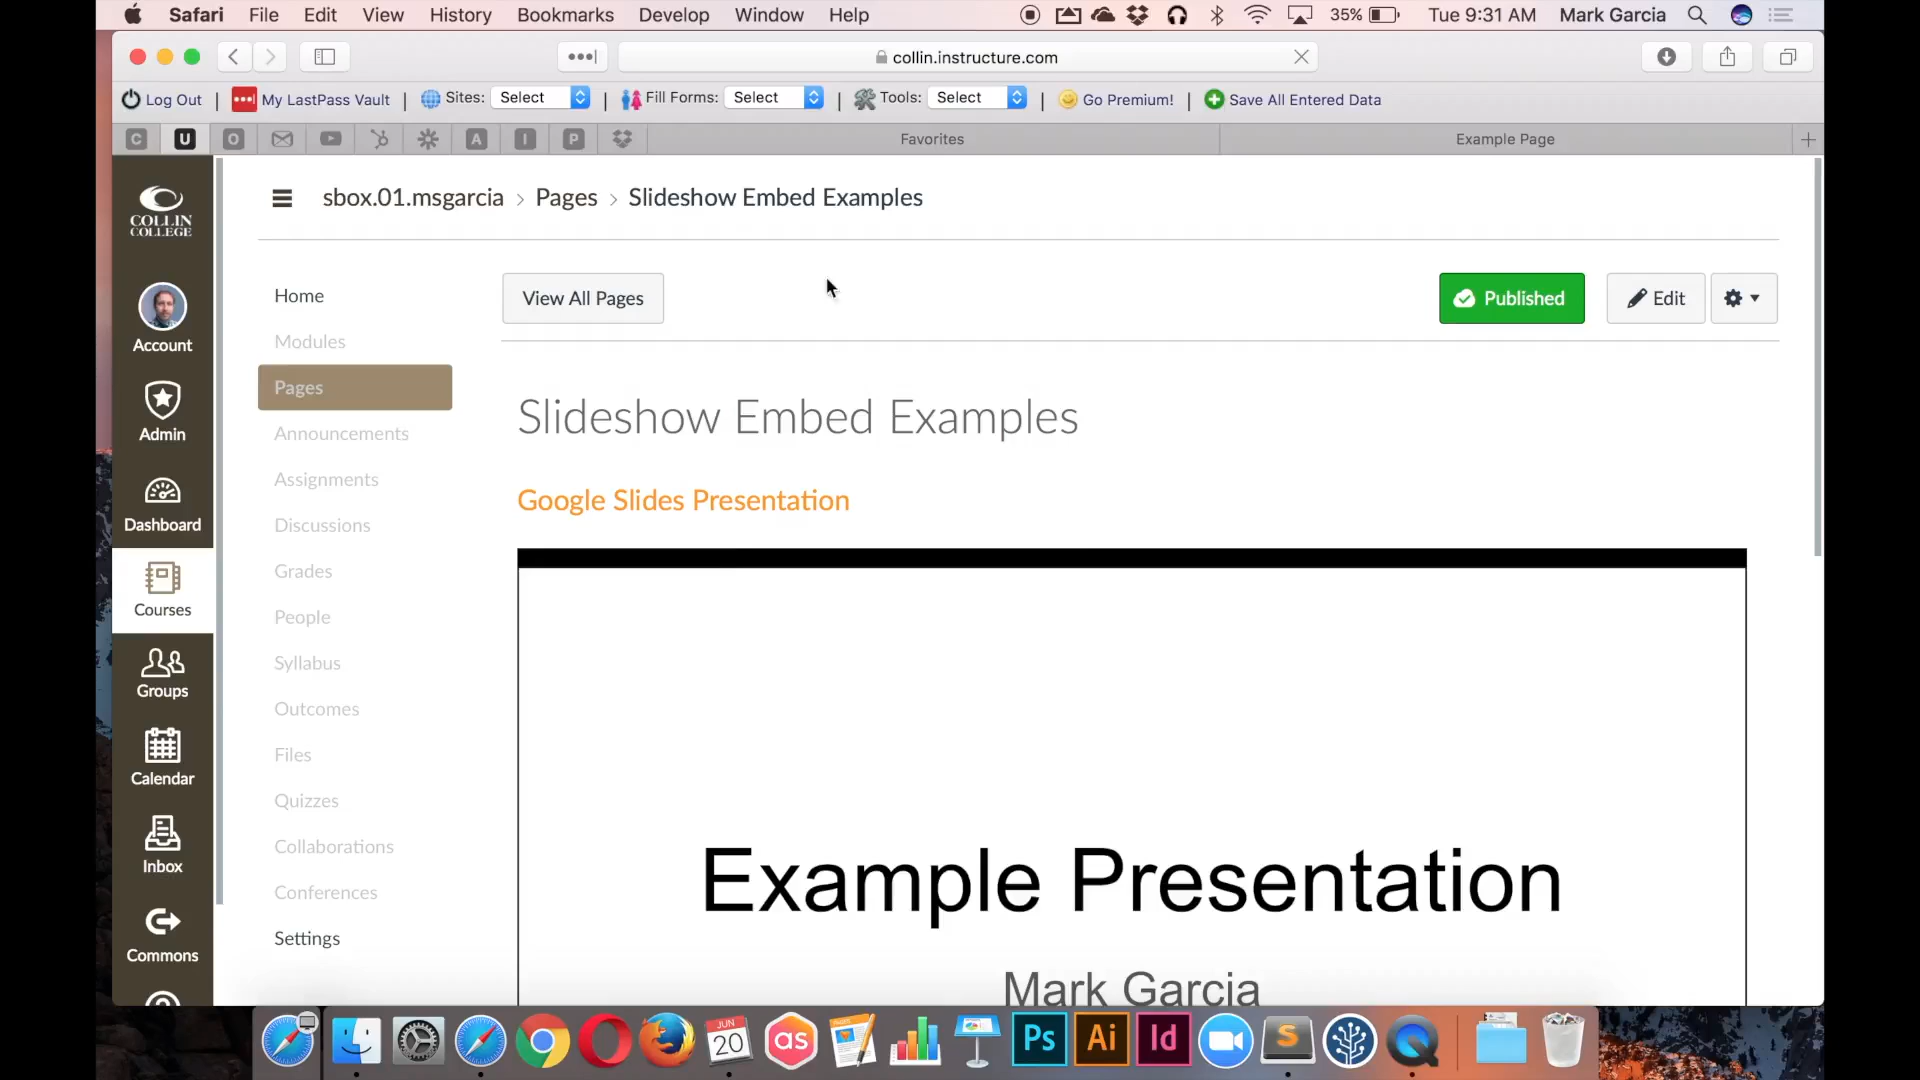 Safari File Edit View History Bookmarks Develop Window Help 35% Tue 9:31 AM Mark Garcia
collin.instructure.com
Log Out | My LastPass Vault | Sites: Select | Fill Forms: Select | Tools: Select | Go Premium! | Save All Entered Data
C U O A I P Favorites Example Page
COLLIN
COLLEGE
Account
Admin
Dashboard
Courses
Groups
Calendar
Inbox
Commons
sbox.01.msgarcia › Pages › Slideshow Embed Examples
Home
Modules
Pages
Announcements
Assignments
Discussions
Grades
People
Syllabus
Outcomes
Files
Quizzes
Collaborations
Conferences
Settings
View All Pages
Published
Edit
Slideshow Embed Examples
Google Slides Presentation
Example Presentation
Mark Garcia
JUN
20
as
Ps
Ai
Id
S